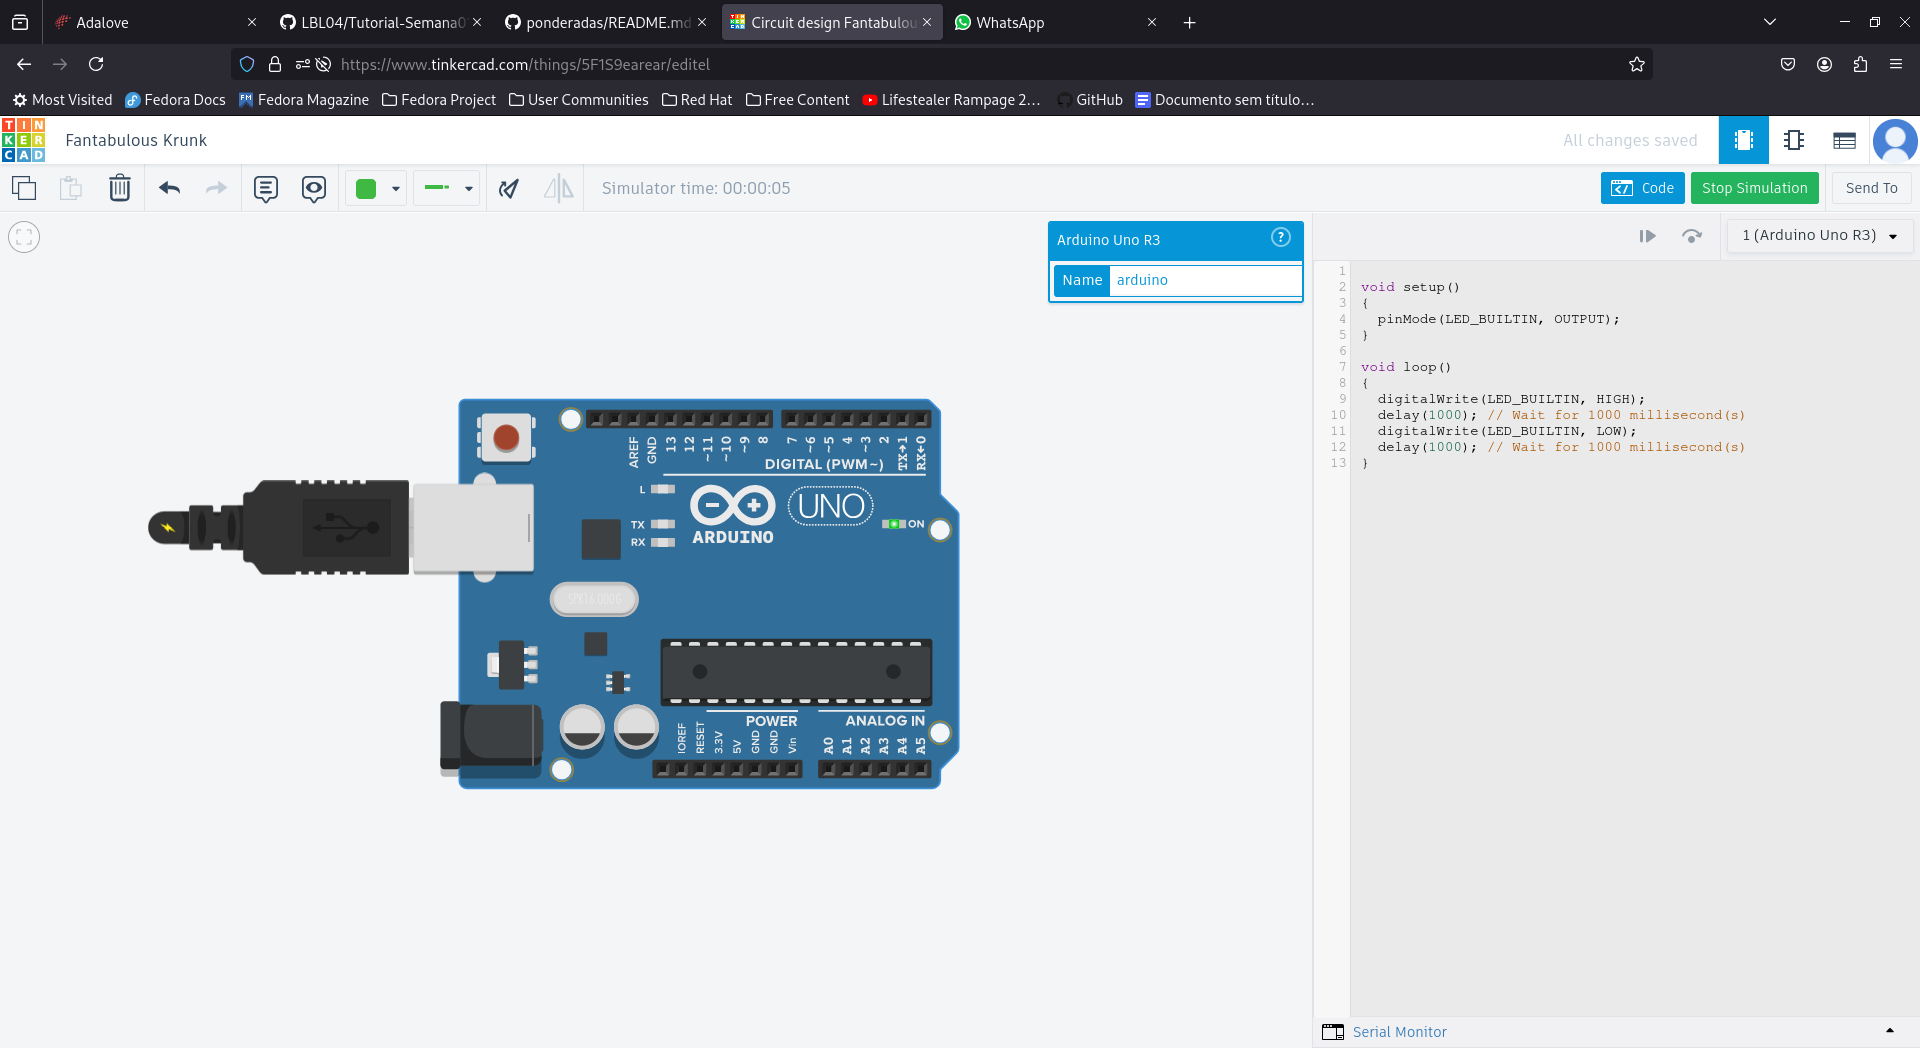 Adalove
LBL04/Tutorial-Semana0
ponderadas/README.md
Circuit design Fantabulou
WhatsApp
https://www.tinkercad.com/things/5F1S9earear/editel
Most Visited
Fedora Docs
Fedora Magazine
Fedora Project
User Communities
Red Hat
Free Content
Lifestealer Rampage 2...
GitHub
Documento sem título...
TIN
KER
CAD
Fantabulous Krunk
All changes saved
Simulator time: 00:00:05
Code
Stop Simulation
Send To
Arduino Uno R3
?
Name
arduino
1 (Arduino Uno R3)
AREF
GND
13
12
~11
~10
~9
8
7
~6
~5
4
~3
2
TX→1
RX←0
DIGITAL (PWM~)
L
TX
RX
ARDUINO
UNO
ON
POWER
ANALOG IN
IOREF
RESET
3.3V
5V
GND
GND
Vin
A0
A1
A2
A3
A4
A5
1
2 void setup()
3 {
4 pinMode(LED_BUILTIN, OUTPUT);
5 }
6
7 void loop()
8 {
9 digitalWrite(LED_BUILTIN, HIGH);
10 delay(1000); // Wait for 1000 millisecond(s)
11 digitalWrite(LED_BUILTIN, LOW);
12 delay(1000); // Wait for 1000 millisecond(s)
13 }
Serial Monitor